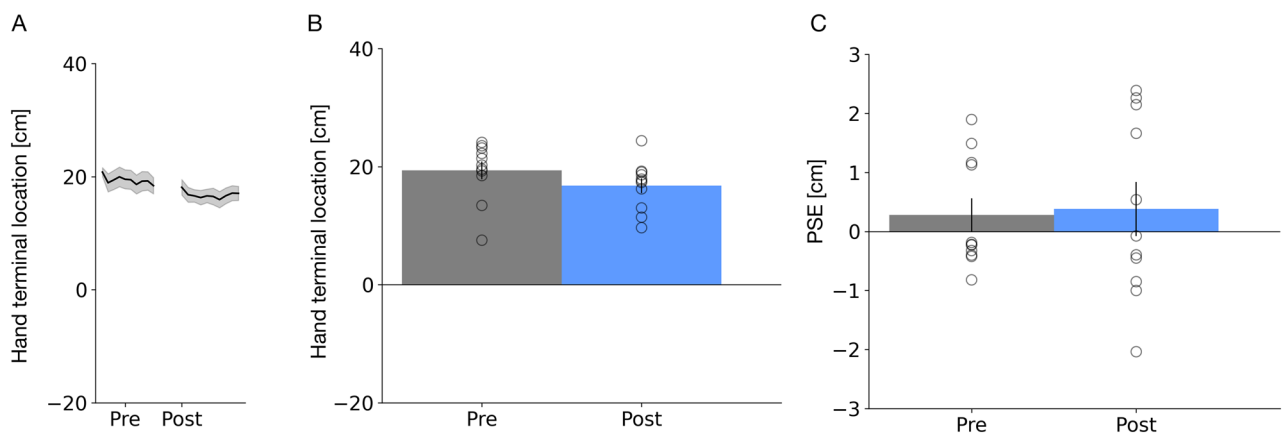 A
Hand terminal location [cm]
40
20
0
−20
Pre
Post
B
Hand terminal location [cm]
40
20
0
−20
Pre
Post
C
PSE [cm]
3
2
1
0
−1
−2
−3
Pre
Post